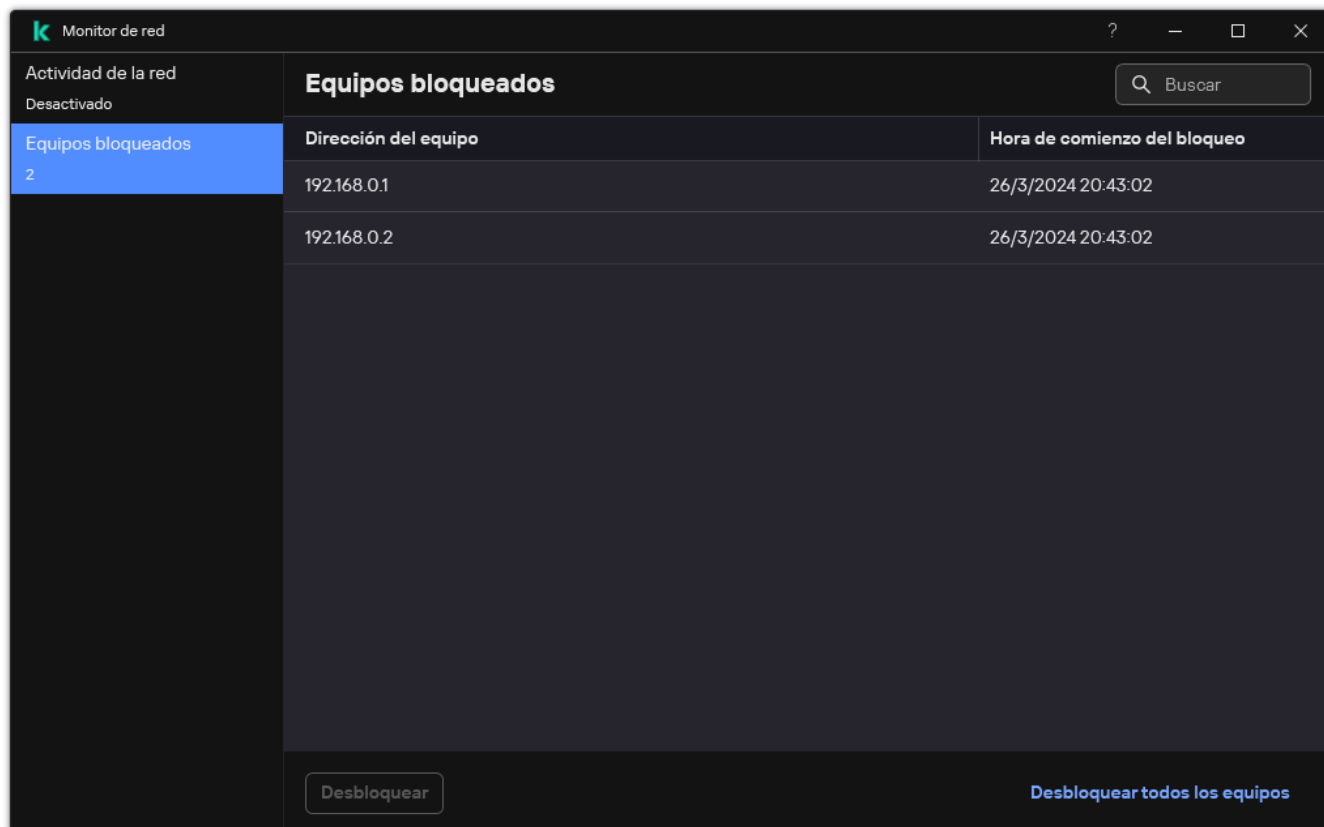 Monitor de red
?
Actividad de la red
Desactivado
Equipos bloqueados
2
Equipos bloqueados
Buscar
Dirección del equipo Hora de comienzo del bloqueo
192.168.0.1 26/3/2024 20:43:02
192.168.0.2 26/3/2024 20:43:02
Desbloquear Desbloquear todos los equipos